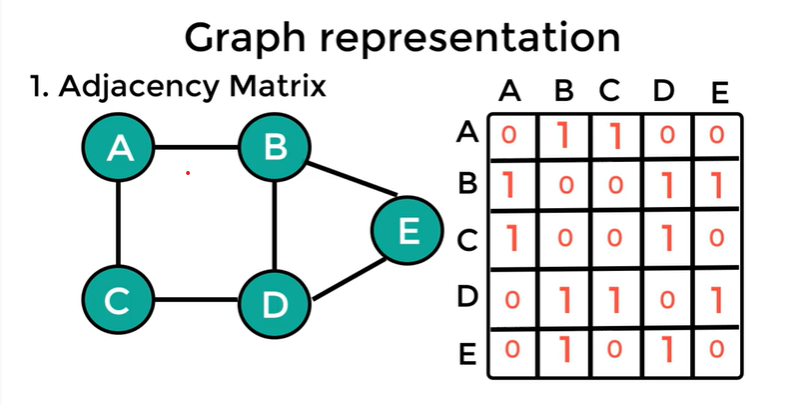 Graph representation
1. Adjacency Matrix
A B
C D
E
A B C D E
A 0 1 1 0 0
B 1 0 0 1 1
C 1 0 0 1 0
D 0 1 1 0 1
E 0 1 0 1 0